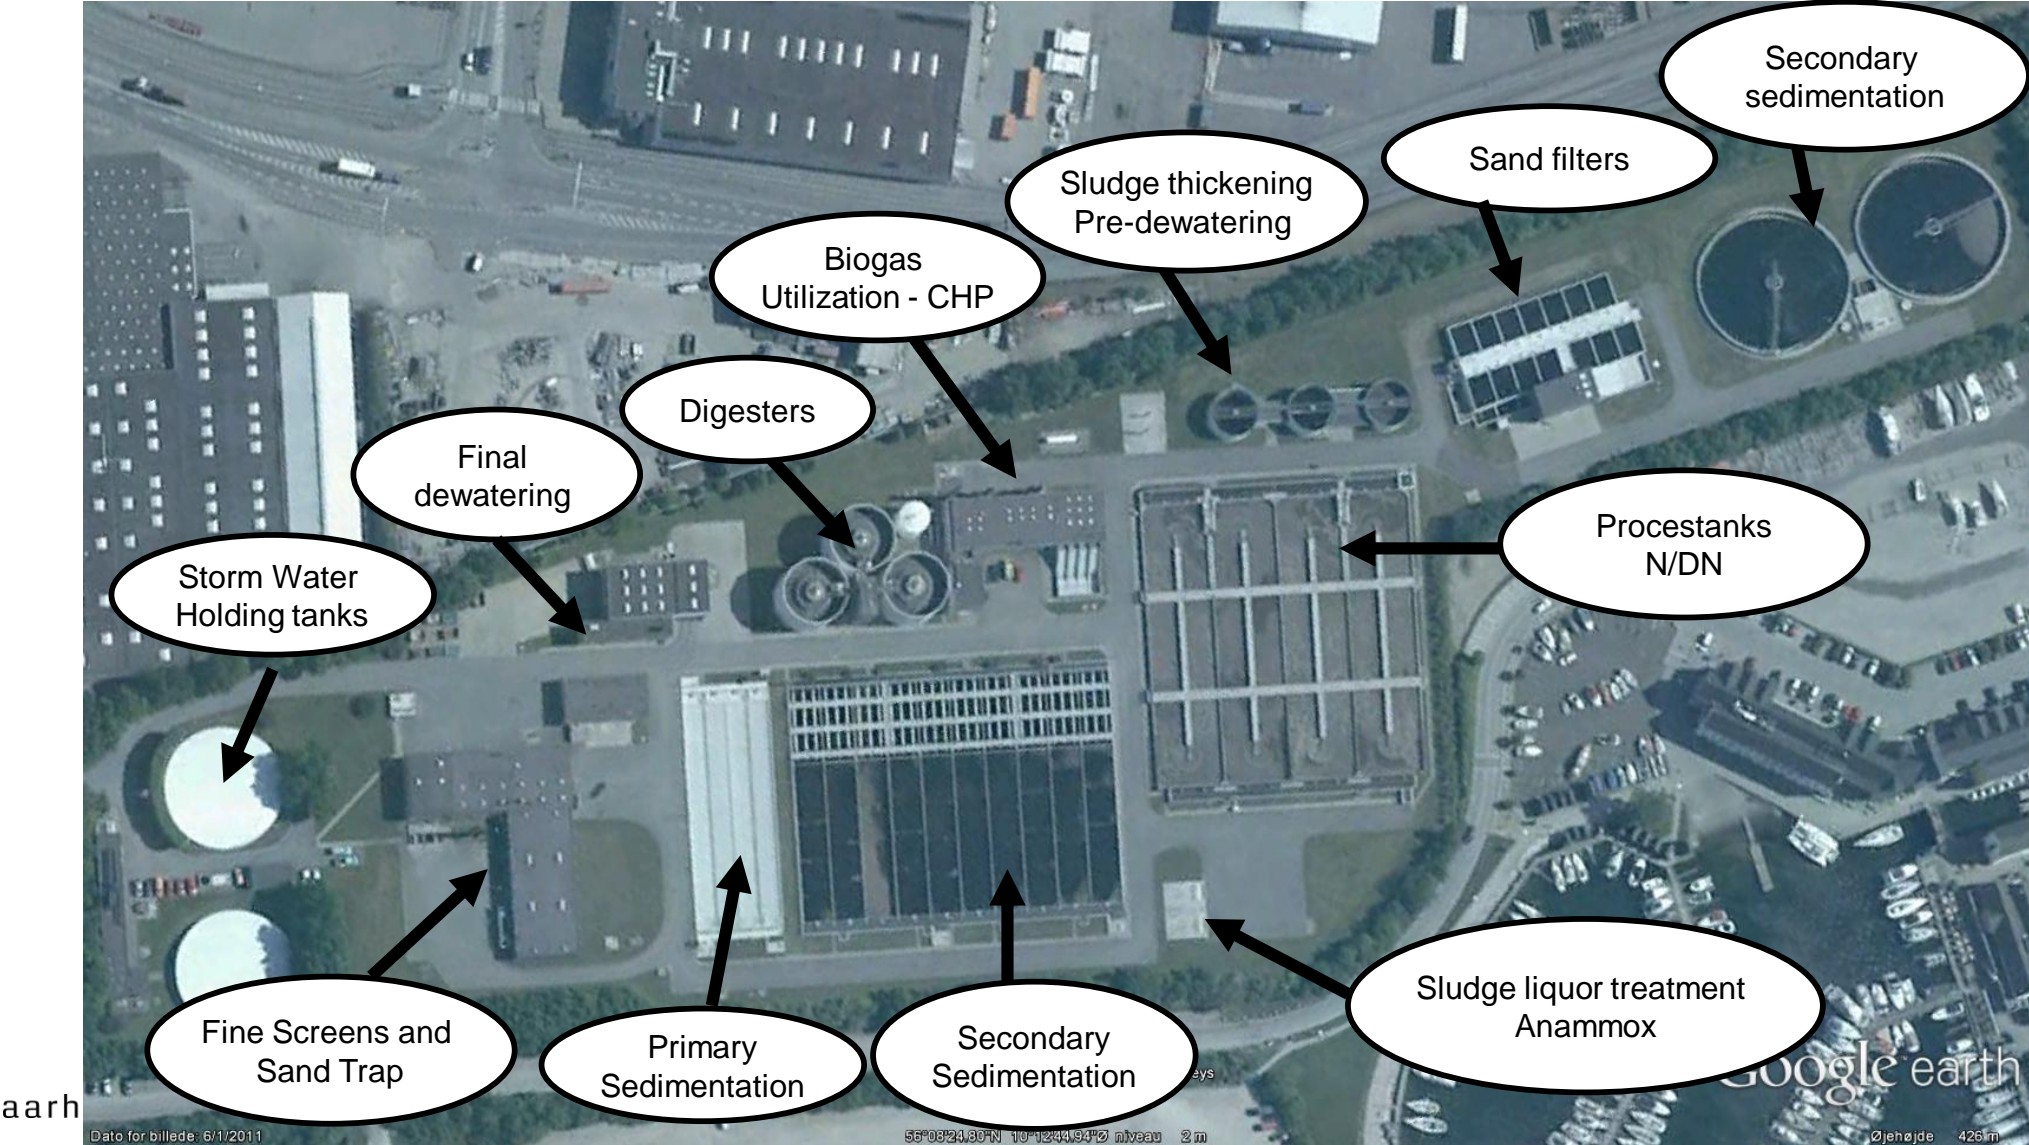 Secondary
sedimentation
Sand filters
Sludge thickening
Pre-dewatering
Biogas
Utilization - CHP
Digesters
Final
dewatering
Procestanks
N/DN
Storm Water
Holding tanks
Fine Screens and
Sand Trap
Primary
Sedimentation
Secondary
Sedimentation
Sludge liquor treatment
Anammox
eys
Google earth
aarh
Dato for billede: 6/1/2011
56°08'24.80"N 10°12'44.94"Ø niveau 2 m
Øjehøjde 426 m